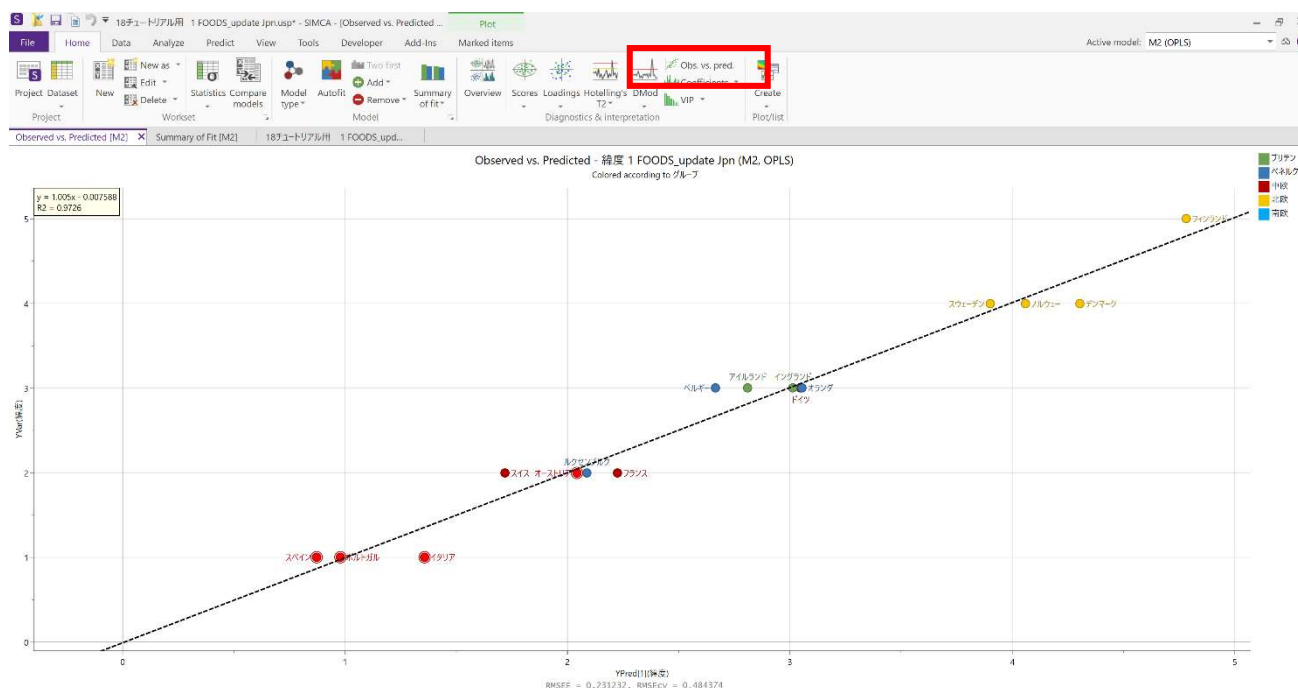 18チュートリアル用 1 FOODS_update Jpn.usp* - SIMCA - (Observed vs. Predicted ...
Plot
File Home Data Analyze Predict View Tools Developer Add-Ins Marked items
Active model: M2 (OPLS)
New as
Edit
Delete
Two first
Add
Remove
Obs. vs. pred.
Coefficients
VIP
Project Dataset New Statistics Compare models Model type Autofit Summary of fit Overview Scores Loadings Hotelling's T2 DMod Create
Project Workset Model Diagnostics & interpretation Plot/list
Observed vs. Predicted [M2] X Summary of Fit [M2] 18チュートリアル用 1 FOODS_upd...
Observed vs. Predicted - 緯度 1 FOODS_update Jpn (M2, OPLS)
Colored according to グループ
ブリテン
ベネルク
中欧
北欧
南欧
y = 1.005x - 0.007588
R2 = 0.9726
5
フィンランド
4
スウェーデン ノルウェー デンマーク
アイルランド イングランド
3
ベルギー オランダ
ドイツ
YVar(緯度)
ルクセンブルク
2
スイス オーストリア フランス
1
スペイン ポルトガル イタリア
0
0 1 2 3 4 5
YPred[1](緯度)
RMSEE = 0.231232, RMSEcv = 0.484374